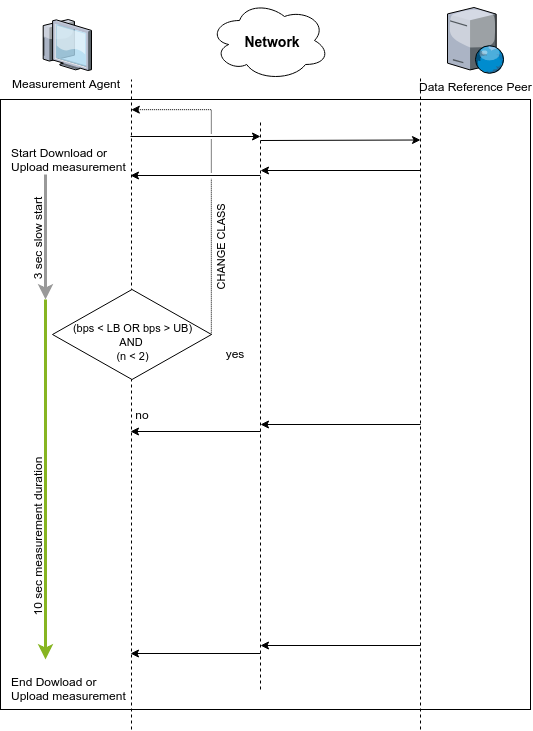 Network
Measurement Agent
Data Reference Peer
Start Download or
Upload measurement
3 sec slow start
CHANGE CLASS
(bps < LB OR bps > UB)
AND
(n < 2)
yes
no
10 sec measurement duration
End Dowload or
Upload measurement